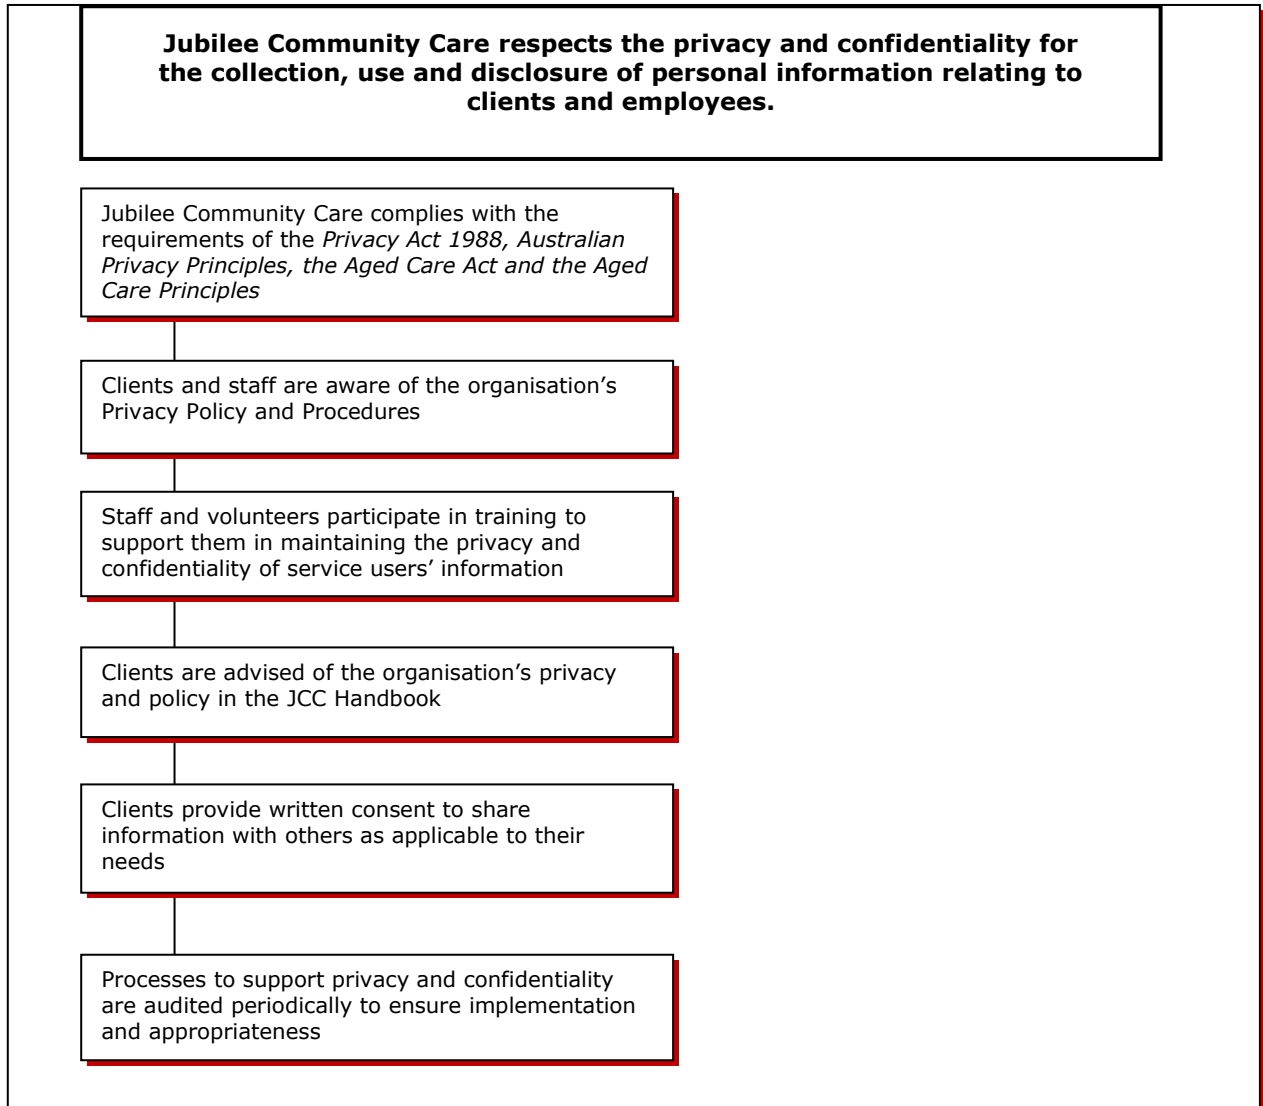 Jubilee Community Care respects the privacy and confidentiality for
the collection, use and disclosure of personal information relating to
clients and employees.
Jubilee Community Care complies with the
requirements of the Privacy Act 1988, Australian
Privacy Principles, the Aged Care Act and the Aged
Care Principles
Clients and staff are aware of the organisation’s
Privacy Policy and Procedures
Staff and volunteers participate in training to
support them in maintaining the privacy and
confidentiality of service users’ information
Clients are advised of the organisation’s privacy
and policy in the JCC Handbook
Clients provide written consent to share
information with others as applicable to their
needs
Processes to support privacy and confidentiality
are audited periodically to ensure implementation
and appropriateness